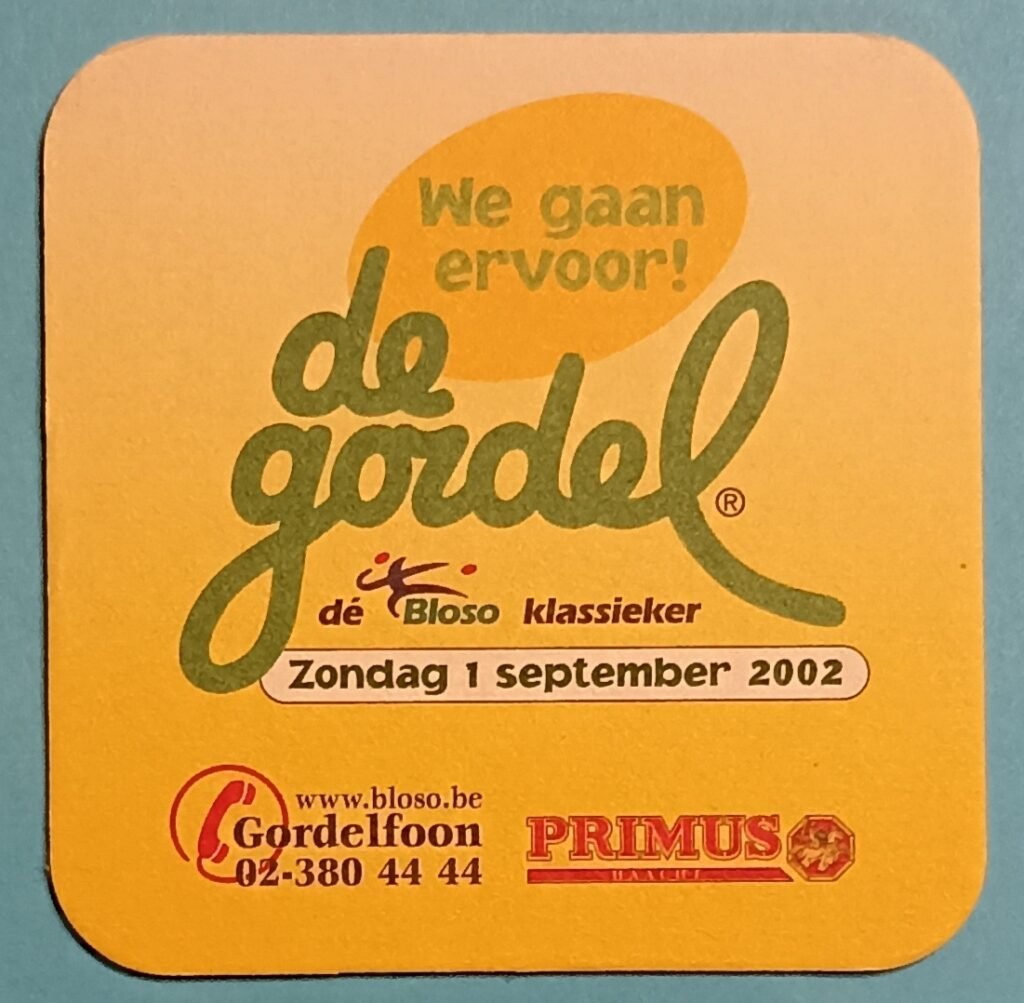 We gaan
ervoor!
de
gordel®
dé Bloso klassieker
Zondag 1 september 2002
www.bloso.be
Gordelfoon
02-380 44 44
PRIMUS
HAACHT